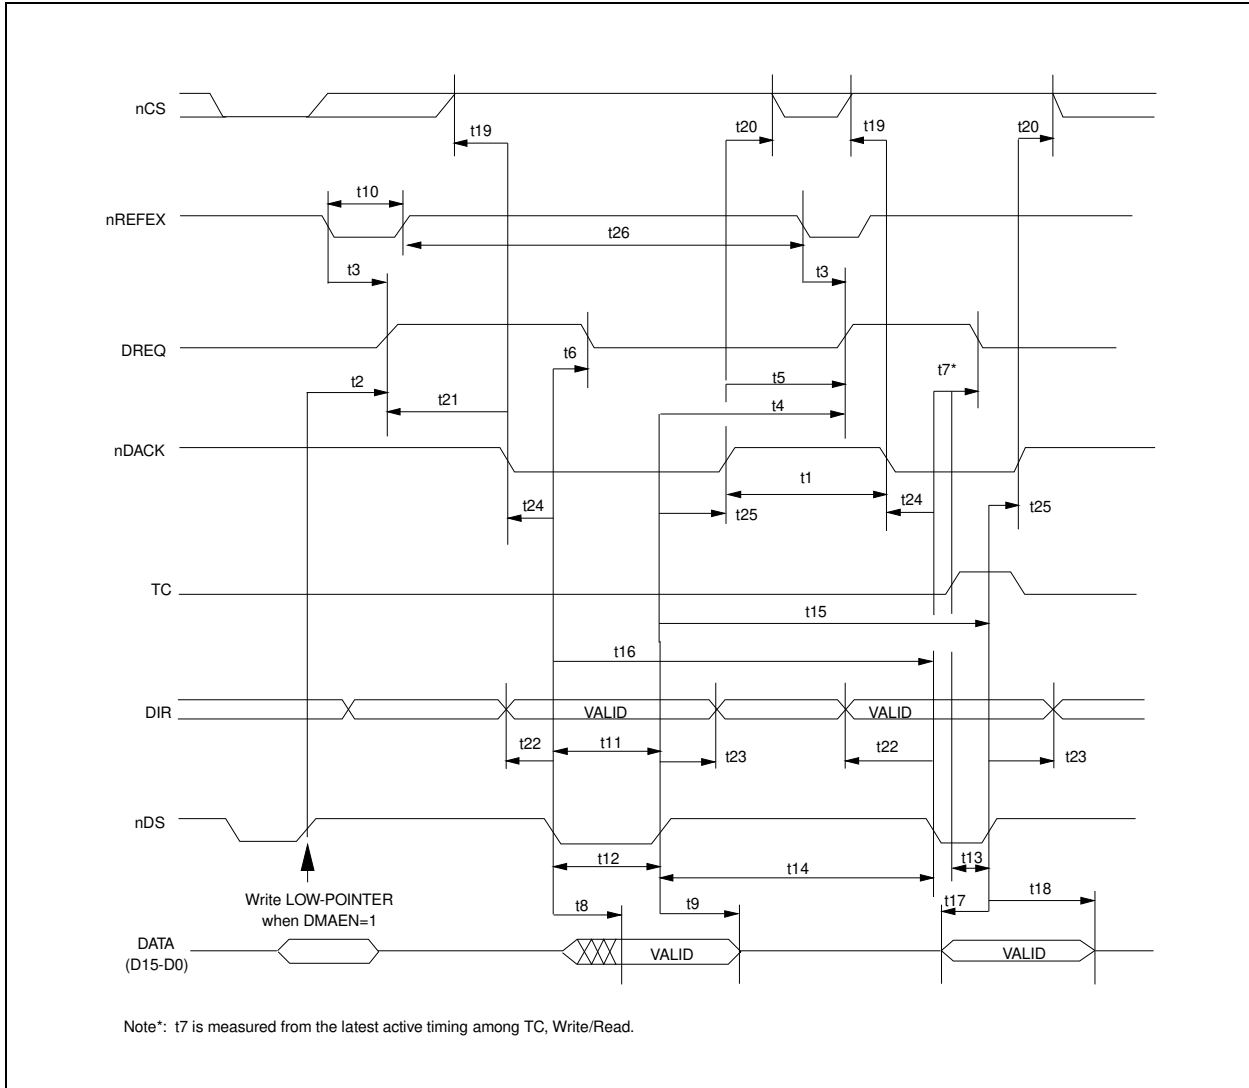 nCS
t19
t20
t19
t20
t10
nREFEX
t26
t3
t3
DREQ
t6
t7*
t2
t5
t21
t4
nDACK
t1
t24
t25
t24
t25
TC
t15
t16
DIR
VALID
VALID
t22
t11
t23
t22
t23
nDS
t12
t13
t14
Write LOW-POINTER
when DMAEN=1
t8
t9
t17
t18
DATA
(D15-D0)
VALID
VALID
Note*: t7 is measured from the latest active timing among TC, Write/Read.